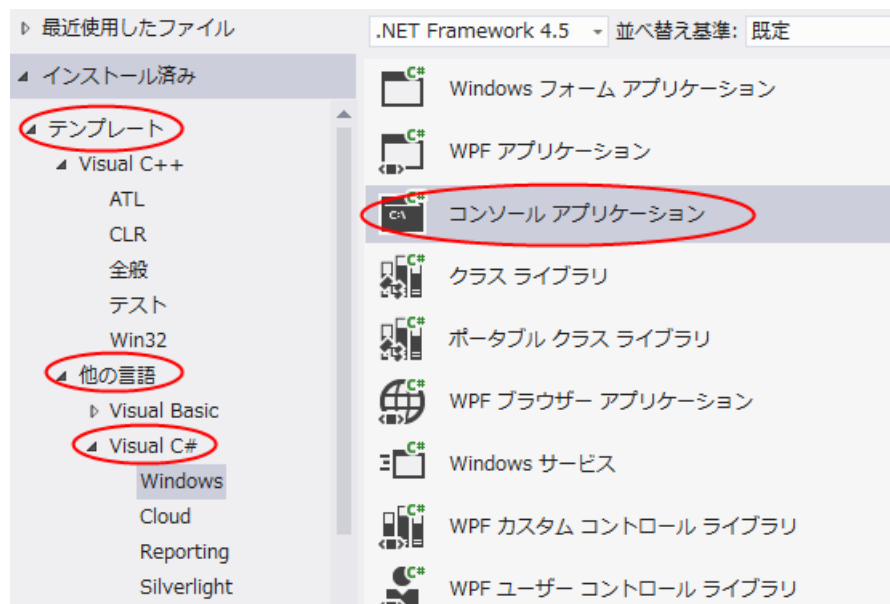 最近使用したファイル
.NET Framework 4.5 並べ替え基準: 既定
インストール済み
テンプレート
Visual C++
ATL
CLR
全般
テスト
Win32
他の言語
Visual Basic
Visual C#
Windows
Cloud
Reporting
Silverlight
C# Windows フォーム アプリケーション
C# WPF アプリケーション
C# C:\ コンソール アプリケーション
C# クラス ライブラリ
C# ポータブル クラス ライブラリ
C# WPF ブラウザー アプリケーション
C# Windows サービス
C# WPF カスタム コントロール ライブラリ
C# WPF ユーザー コントロール ライブラリ